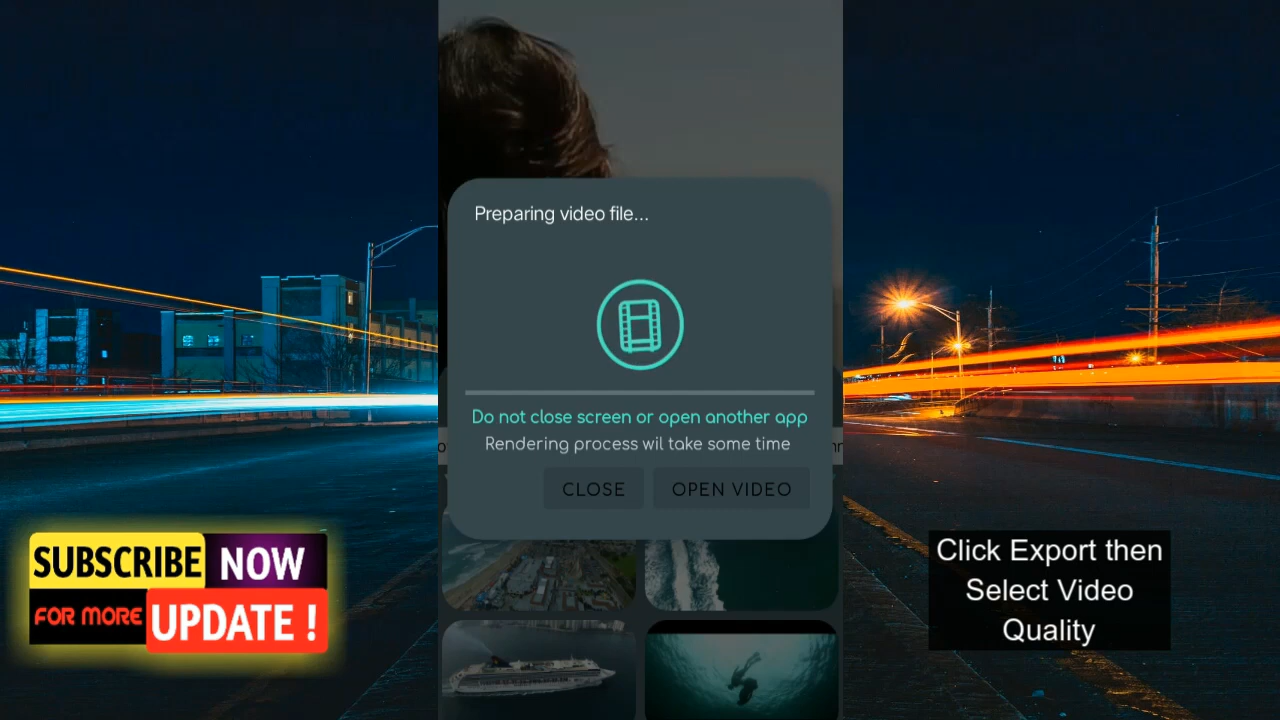 Preparing video file...
Do not close screen or open another app
Rendering process wil take some time
CLOSE OPEN VIDEO
SUBSCRIBE NOW
FOR MORE UPDATE !
Click Export then
Select Video
Quality